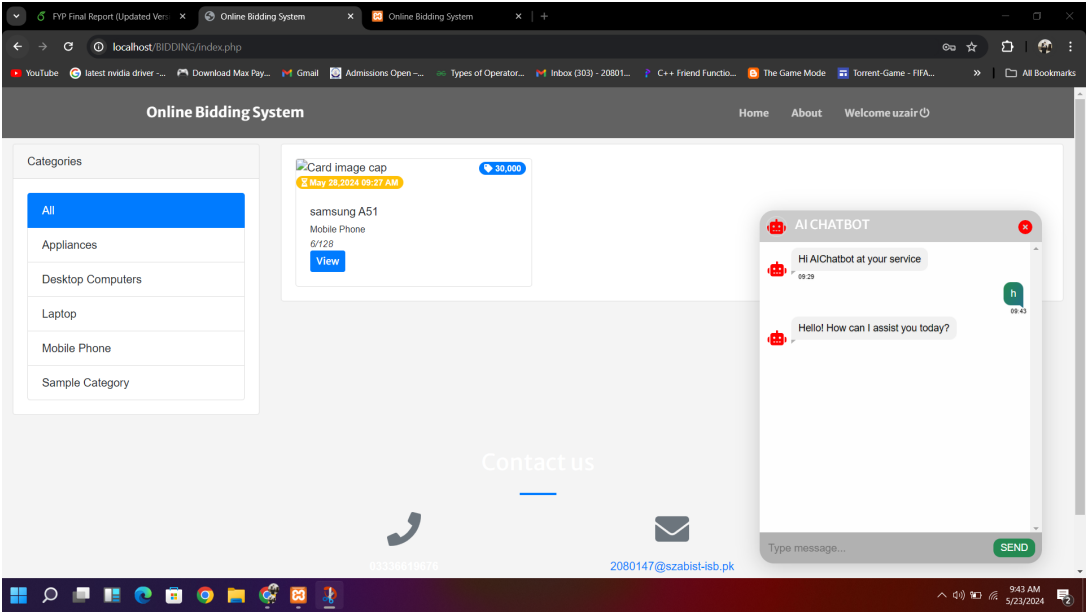 FYP Final Report (Updated Vers
Online Bidding System
Online Bidding System
localhost/BIDDING/index.php
YouTube
latest nvidia driver -...
Download Max Pay...
Gmail
Admissions Open –...
Types of Operator...
Inbox (303) - 20801...
C++ Friend Functio...
The Game Mode
Torrent-Game - FIFA...
»
All Bookmarks
Online Bidding System
Home
About
Welcome uzair
Categories
All
Appliances
Desktop Computers
Laptop
Mobile Phone
Sample Category
Card image cap
30,000
May 28,2024 09:27 AM
samsung A51
Mobile Phone
6/128
View
AI CHATBOT
Hi AIChatbot at your service
09:29
h
09:43
Hello! How can I assist you today?
Type message...
SEND
Contact us
03336619676
2080147@szabist-isb.pk
9:43 AM
5/23/2024
2